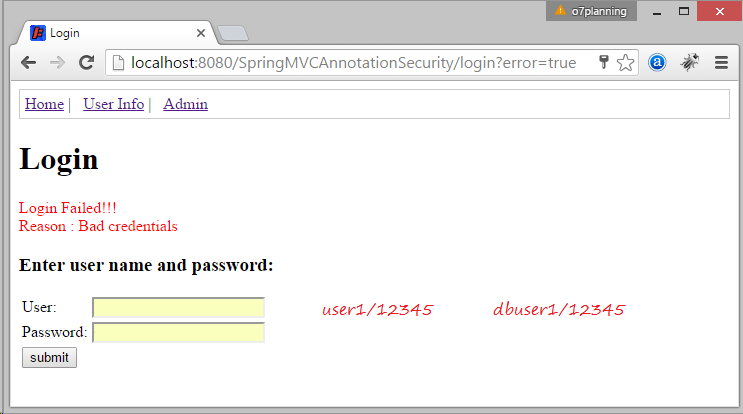 o7planning
Login
localhost:8080/SpringMVCAnnotationSecurity/login?error=true
Home | User Info | Admin
Login
Login Failed!!!
Reason : Bad credentials
Enter user name and password:
User: user1/12345 dbuser1/12345
Password:
submit